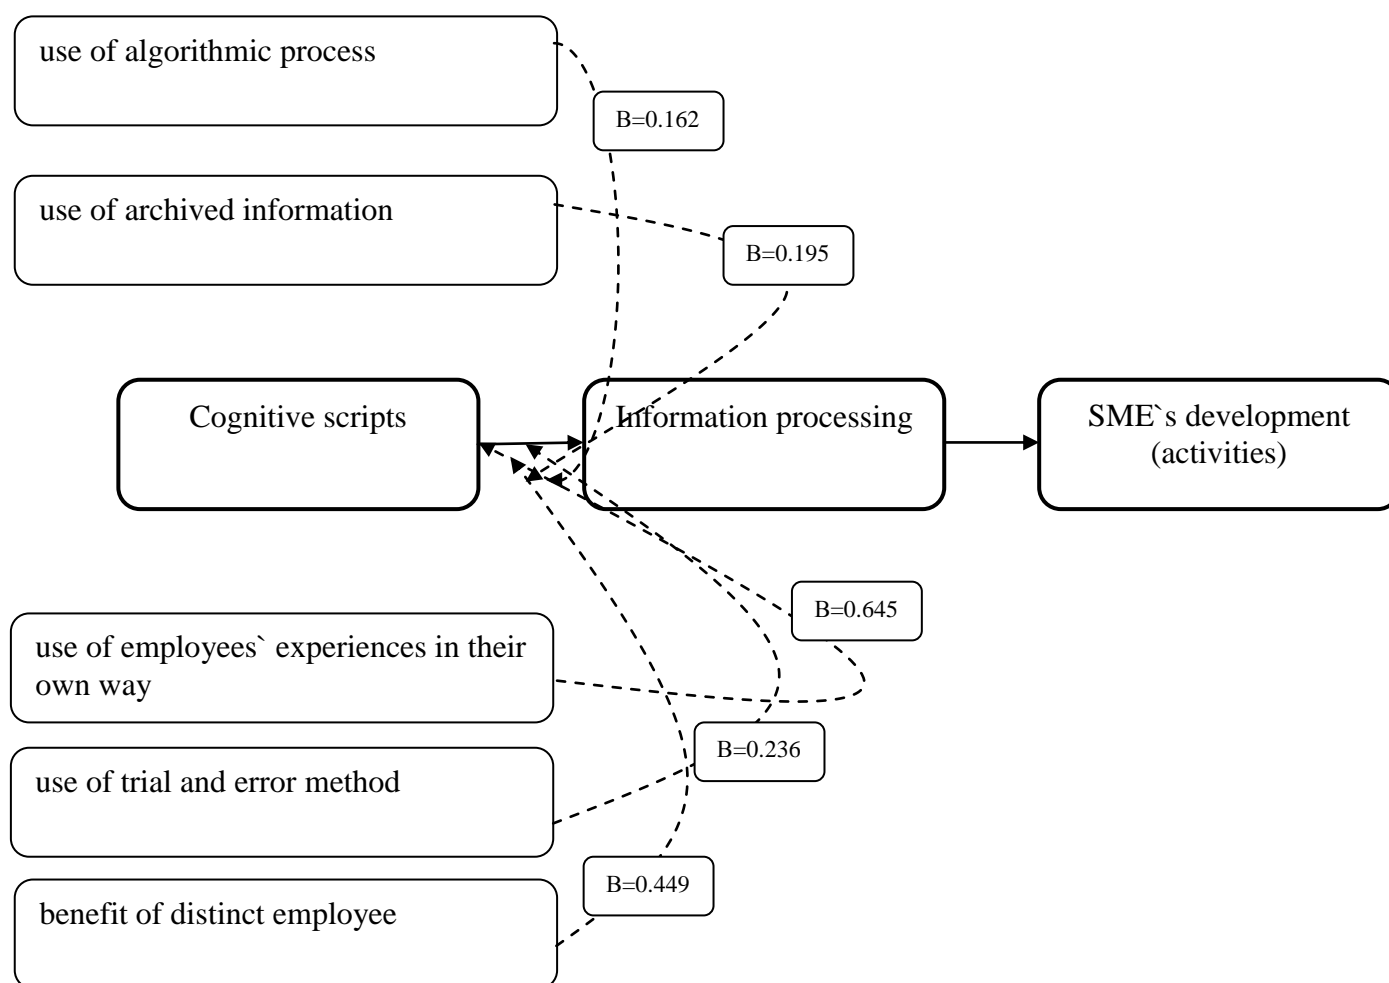 use of algorithmic process
B=0.162
use of archived information
B=0.195
Cognitive scripts
Information processing
SME`s development
(activities)
B=0.645
use of employees` experiences in their
own way
B=0.236
use of trial and error method
B=0.449
benefit of distinct employee